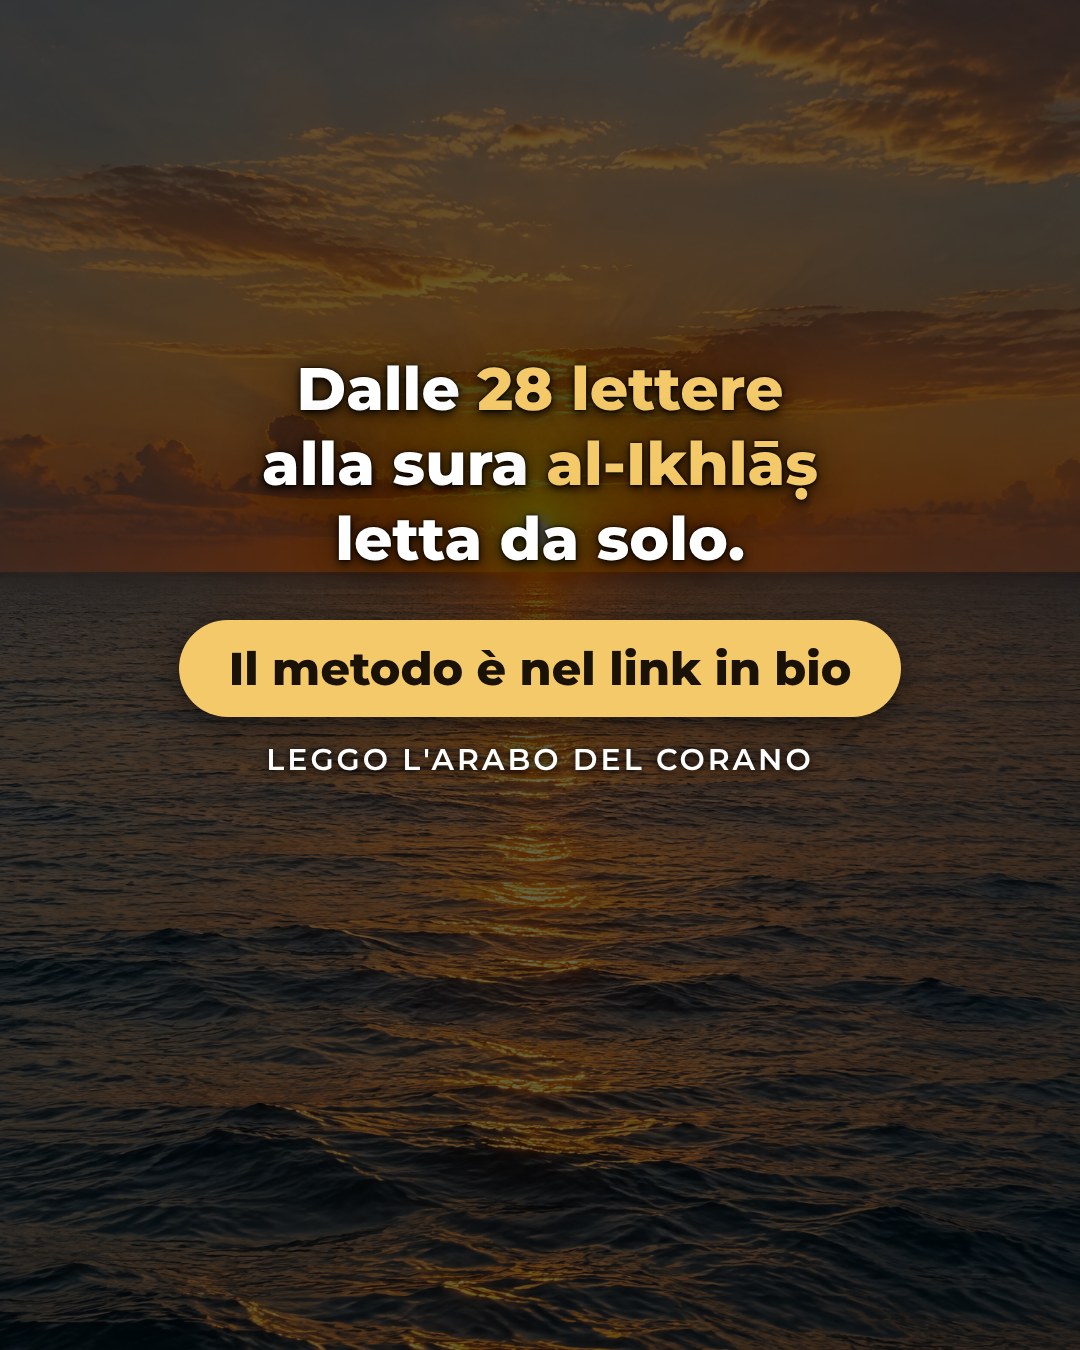 Dalle 28 lettere
alla sura al-Ikhlāṣ
letta da solo.
Il metodo è nel link in bio
LEGGO L'ARABO DEL CORANO